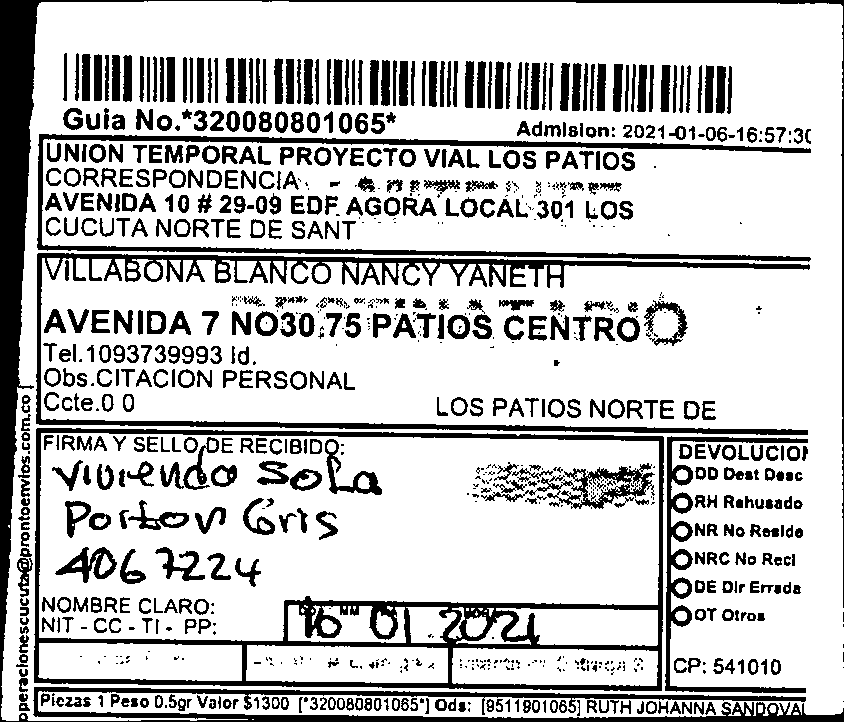 Guia No.*320080801065*
Admision: 2021-01-06-16:57:30
UNION TEMPORAL PROYECTO VIAL LOS PATIOS
CORRESPONDENCIA
AVENIDA 10 # 29-09 EDF. AGORA LOCAL 301 LOS
CUCUTA NORTE DE SANT
VILLABONA BLANCO NANCY YANETH
AVENIDA 7 NO30.75 PATIOS CENTRO
Tel.1093739993 Id.
Obs.CITACION PERSONAL
Ccte.0 0
LOS PATIOS NORTE DE
operacionescucuta@prontoenvios.com.co
FIRMA Y SELLO DE RECIBIDO:
Vivienda Sola
Porton Gris
4067224
NOMBRE CLARO:
NIT - CC - TI - PP:
16 01 2021
DEVOLUCION
DD Dest Desc
RH Rehusado
NR No Reside
NRC No Recl
DE Dir Errada
OT Otros
CP: 541010
Piezas 1 Peso 0.5gr Valor $1300 [*320080801065*] Ods: [9511901065] RUTH JOHANNA SANDOVAL